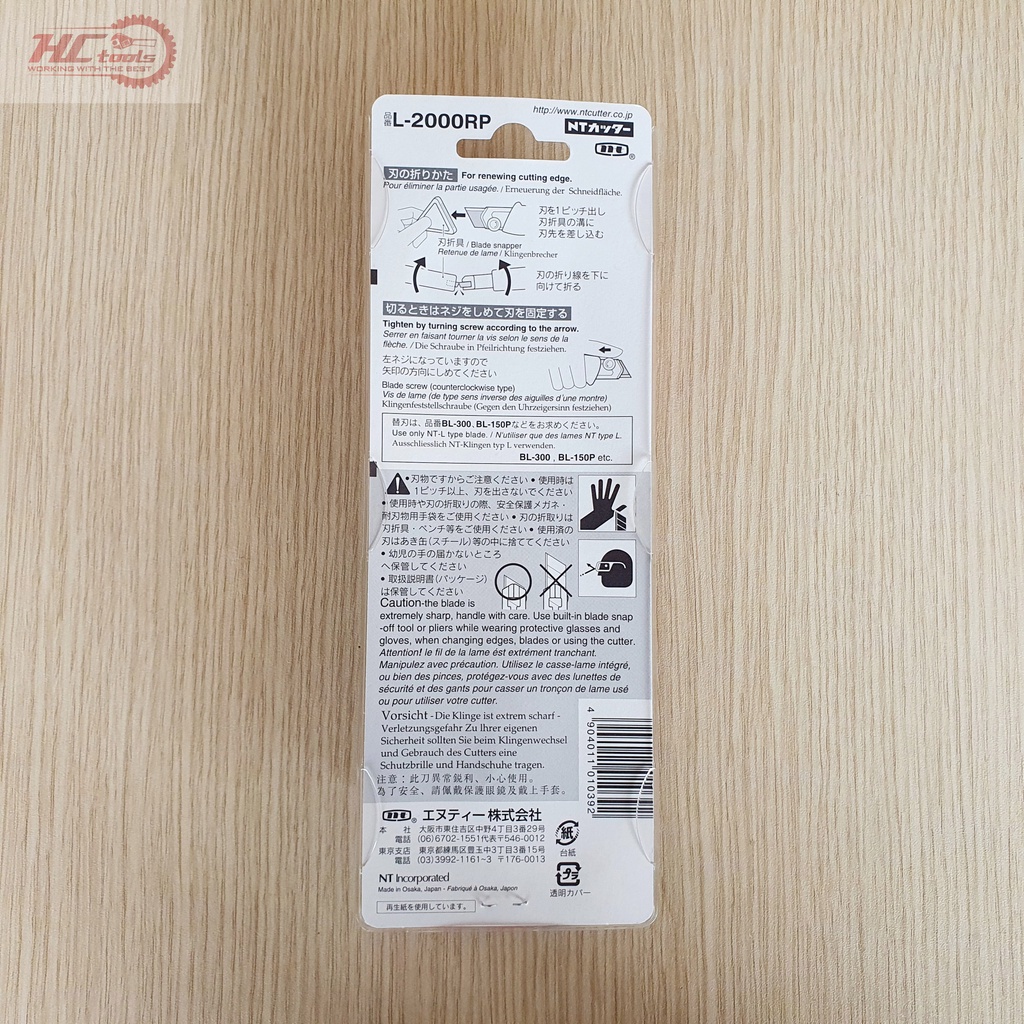 HC tools
WORKING WITH THE BEST
品番 L-2000RP
http://www.ntcutter.co.jp
NTカッター
刃の折りかた For renewing cutting edge.
Pour éliminer la partie usagée. / Erneuerung der Schneidfläche.
刃を1ピッチ出し
刃折具の溝に
刃先を差し込む
刃折具 / Blade snapper
Retenue de lame / Klingenbrecher
刃の折り線を下に
向けて折る
切るときはネジをしめて刃を固定する
Tighten by turning screw according to the arrow.
Serrer en faisant tourner la vis selon le sens de la
flèche. / Die Schraube in Pfeilrichtung festziehen.
左ネジになっていますので
矢印の方向にしめてください
Blade screw (counterclockwise type)
Vis de lame (de type sens inverse des aiguilles d'une montre)
Klingenfeststellschraube (Gegen den Uhrzeigersinn festziehen)
替刃は、品番BL-300、BL-150Pなどをお求めください。
Use only NT-L type blade. / N'utiliser que des lames NT type L.
Ausschliesslich NT-Klingen typ L verwenden.
BL-300 , BL-150P etc.
• 刃物ですからご注意ください • 使用時は
1ピッチ以上、刃を出さないでください
• 使用時や刃の折取りの際、安全保護メガネ・
耐刃物用手袋をご使用ください • 刃の折取りは
刃折具・ペンチ等をご使用ください • 使用済の
刃はあき缶(スチール)等の中に捨ててください
• 幼児の手の届かないところ
へ保管してください
• 取扱説明書(パッケージ)
は保管してください
Caution-the blade is
extremely sharp, handle with care. Use built-in blade snap
-off tool or pliers while wearing protective glasses and
gloves, when changing edges, blades or using the cutter.
Attention! le fil de la lame ést extrément tranchant.
Manipulez avec précaution. Utilisez le casse-lame intégré,
ou bien des pinces, protégez-vous avec des lunettes de
sécurité et des gants pour casser un tronçon de lame usé
ou pour utiliser votre cutter.
Vorsicht - Die Klinge ist extrem scharf -
Verletzungsgefahr Zu lhrer eigenen
Sicherheit sollten Sie beim Klingenwechsel
und Gebrauch des Cutters eine
Schutzbrille und Handschuhe tragen.
注意：此刀異常鋭利、小心使用。
為了安全、請佩戴保護眼鏡及戴上手套。
4 904011 010392
® エヌティー株式会社
本 社 大阪市東住吉区中野4丁目3番29号
電話 (06)6702-1551代表〒546-0012
東京支店 東京都練馬区豊玉中3丁目3番15号
電話 (03)3992-1161~3 〒176-0013
紙
台紙
NT Incorporated
Made in Osaka, Japan - Fabriqué à Osaka, Japon
プラ
透明カバー
再生紙を使用しています。